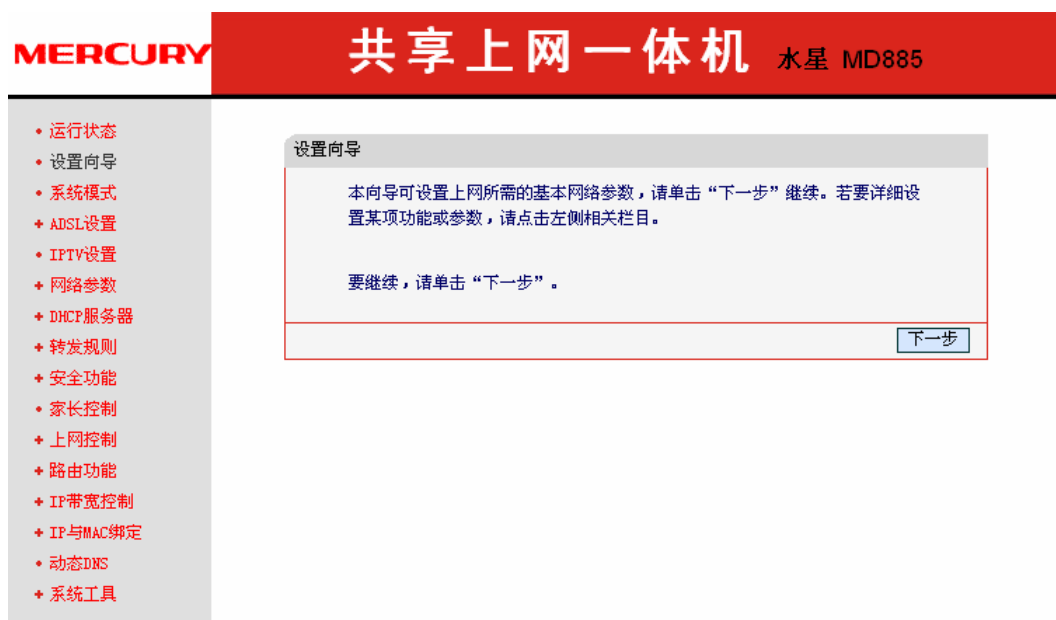 MERCURY
共享上网一体机 水星 MD885
运行状态
设置向导
系统模式
ADSL设置
IPTV设置
网络参数
DHCP服务器
转发规则
安全功能
家长控制
上网控制
路由功能
IP带宽控制
IP与MAC绑定
动态DNS
系统工具
设置向导
本向导可设置上网所需的基本网络参数，请单击“下一步”继续。若要详细设
置某项功能或参数，请点击左侧相关栏目。
要继续，请单击“下一步”。
下一步